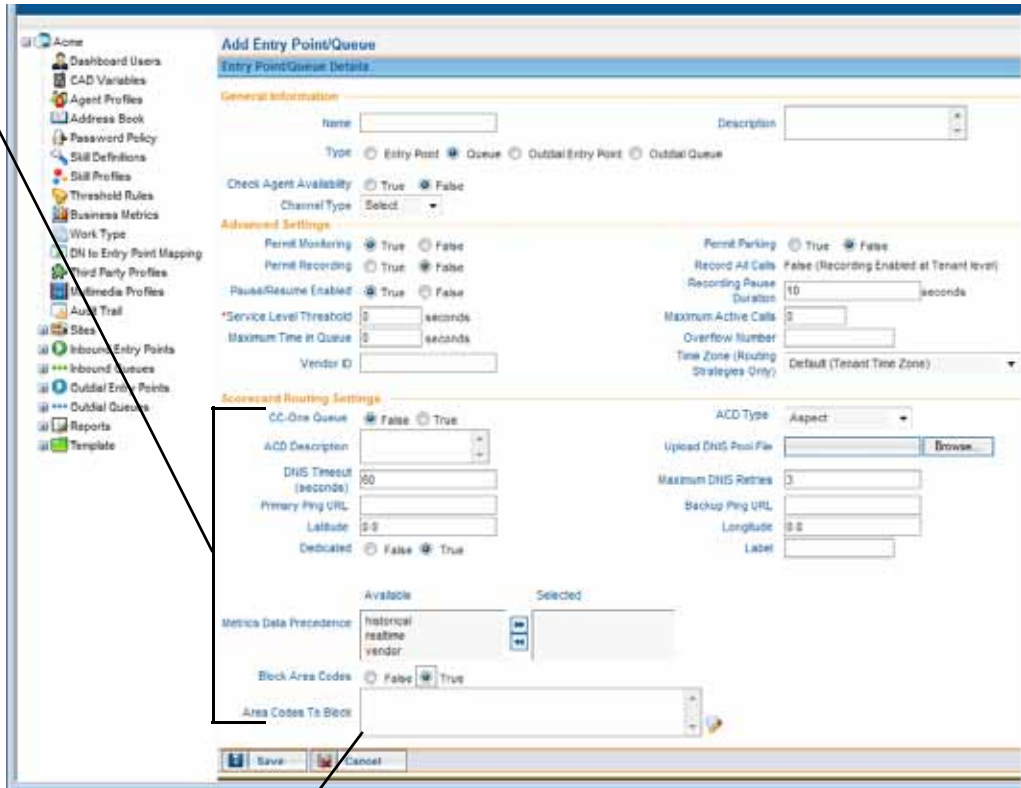 Acme
Dashboard Users
CAD Variables
Agent Profiles
Address Book
Password Policy
Skill Definitions
Skill Profiles
Threshold Rules
Business Metrics
Work Type
DN to Entry Point Mapping
Third Party Profiles
Multimedia Profiles
Audit Trail
Sites
Inbound Entry Points
Inbound Queues
Outdial Entry Points
Outdial Queues
Reports
Template
Add Entry Point/Queue
Entry Point/Queue Details
General Information
Name Description
Type Entry Point Queue Outdial Entry Point Outdial Queue
Check Agent Availability True False
Channel Type Select
Advanced Settings
Permit Monitoring True False Permit Parking True False
Permit Recording True False Record All Calls False (Recording Enabled at Tenant level)
Pause/Resume Enabled True False Recording Pause Duration 10 seconds
*Service Level Threshold 0 seconds Maximum Active Calls 0
Maximum Time in Queue 0 seconds Overflow Number
Vendor ID Time Zone (Routing Strategies Only) Default (Tenant Time Zone)
Scorecard Routing Settings
CC-One Queue False True ACD Type Aspect
ACD Description Upload DNIS Pool File Browse...
DNIS Timeout (seconds) 60 Maximum DNIS Retries 3
Primary Ping URL Backup Ping URL
Latitude 0.0 Longitude 0.0
Dedicated False True Label
Available Selected
Metrics Data Precedence historical
realtime
vendor
Block Area Codes False True
Area Codes To Block
Save Cancel